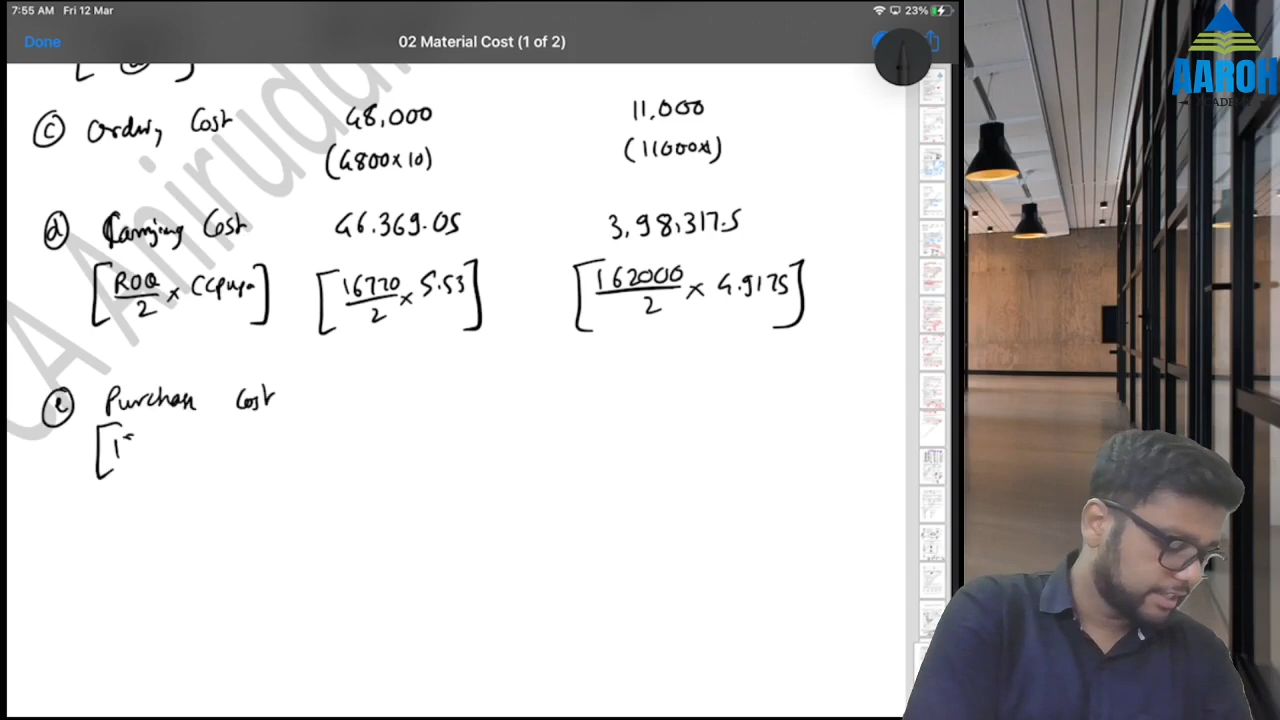 7:55 AM Fri 12 Mar
23%
Done
02 Material Cost (1 of 2)
AAROH
ACADEMY
A Anirudd
(c) Ordering Cost 48,000 11,000
(4800×10) (11000×1)
(d) Carrying Cost 46,369.05 3,98,317.5
[ROQ/2 × CCpupa] [16770/2 × 5.53] [162000/2 × 4.9175]
(e) Purchase Cost
[